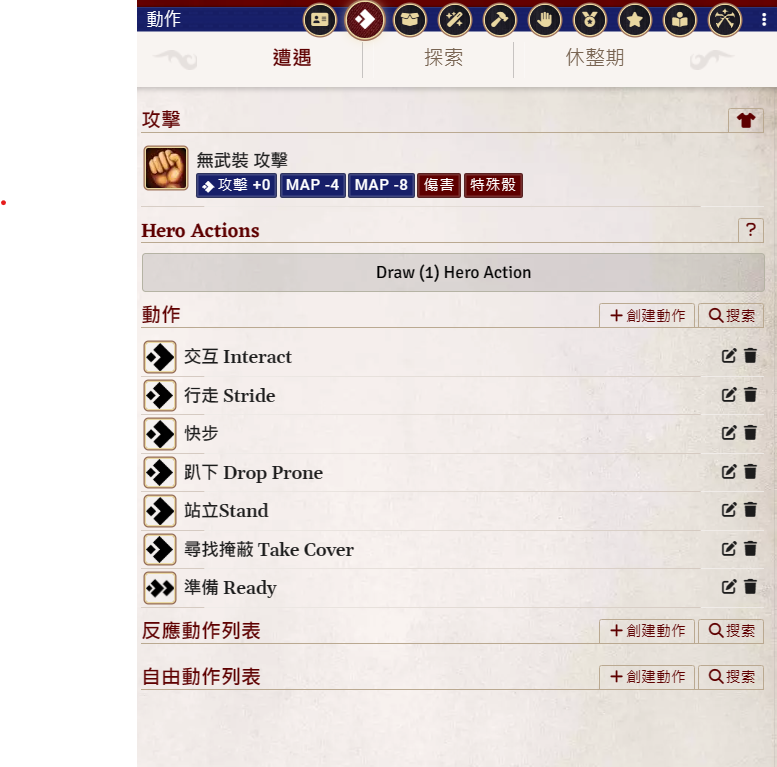 動作
遭遇 探索 休整期
攻擊
無武裝 攻擊
攻擊 +0 MAP -4 MAP -8 傷害 特殊骰
Hero Actions ?
Draw (1) Hero Action
動作 +創建動作 搜索
交互 Interact
行走 Stride
快步
趴下 Drop Prone
站立Stand
尋找掩蔽 Take Cover
準備 Ready
反應動作列表 +創建動作 搜索
自由動作列表 +創建動作 搜索